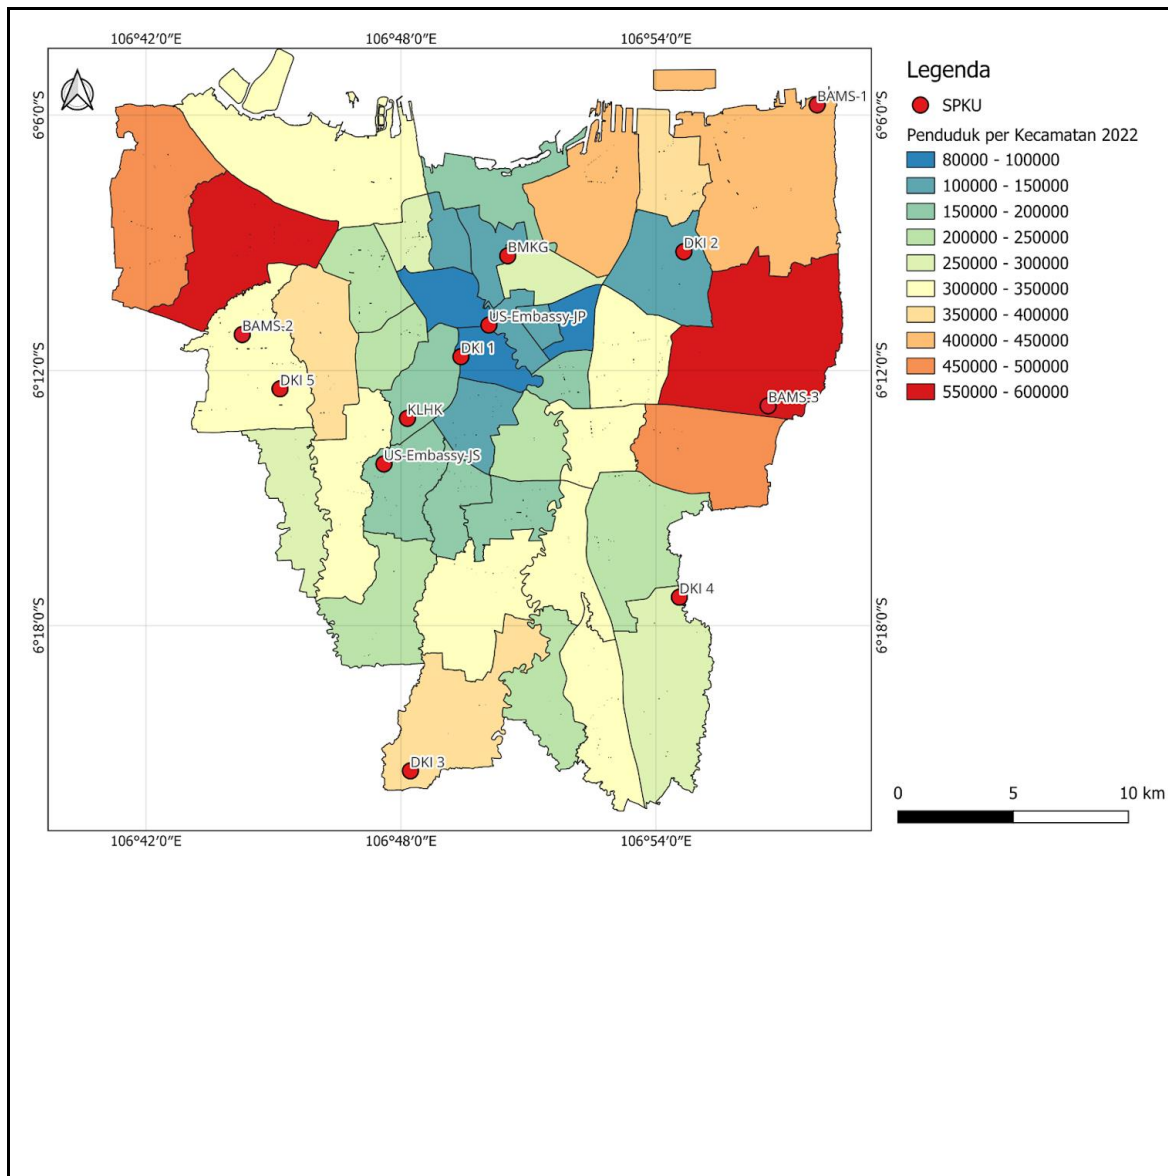 106°42′0″E
106°48′0″E
106°54′0″E
Legenda
SPKU
Penduduk per Kecamatan 2022
80000 - 100000
100000 - 150000
150000 - 200000
200000 - 250000
250000 - 300000
300000 - 350000
350000 - 400000
400000 - 450000
450000 - 500000
550000 - 600000
6°6′0″S
6°6′0″S
BAMS-1
BMKG
DKI 2
US-Embassy-JP
BAMS-2
DKI 1
6°12′0″S
6°12′0″S
DKI 5
BAMS-3
KLHK
US-Embassy-JS
DKI 4
6°18′0″S
6°18′0″S
DKI 3
0
5
10 km
106°42′0″E
106°48′0″E
106°54′0″E